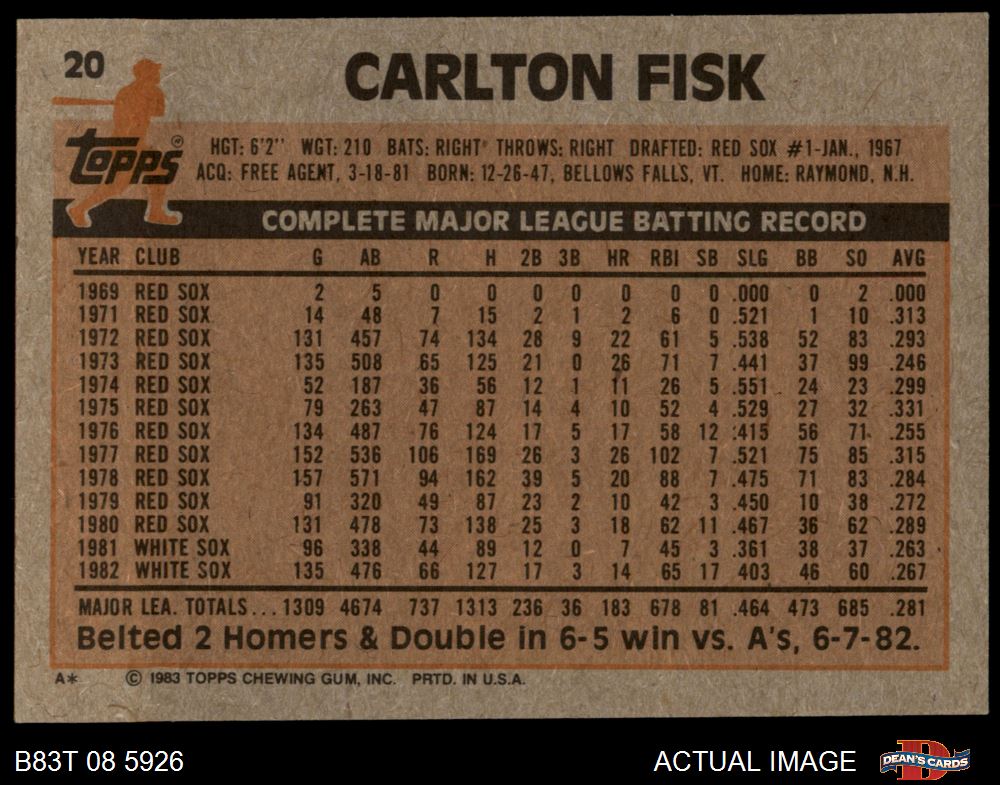 20
CARLTON FISK
topps®
HGT: 6'2'' WGT: 210 BATS: RIGHT THROWS: RIGHT DRAFTED: RED SOX #1-JAN., 1967
ACQ: FREE AGENT, 3-18-81 BORN: 12-26-47, BELLOWS FALLS, VT. HOME: RAYMOND, N.H.
COMPLETE MAJOR LEAGUE BATTING RECORD
YEAR CLUB G AB R H 2B 3B HR RBI SB SLG BB SO AVG
1969 RED SOX 2 5 0 0 0 0 0 0 0 .000 0 2 .000
1971 RED SOX 14 48 7 15 2 1 2 6 0 .521 1 10 .313
1972 RED SOX 131 457 74 134 28 9 22 61 5 .538 52 83 .293
1973 RED SOX 135 508 65 125 21 0 26 71 7 .441 37 99 .246
1974 RED SOX 52 187 36 56 12 1 11 26 5 .551 24 23 .299
1975 RED SOX 79 263 47 87 14 4 10 52 4 .529 27 32 .331
1976 RED SOX 134 487 76 124 17 5 17 58 12 .415 56 71 .255
1977 RED SOX 152 536 106 169 26 3 26 102 7 .521 75 85 .315
1978 RED SOX 157 571 94 162 39 5 20 88 7 .475 71 83 .284
1979 RED SOX 91 320 49 87 23 2 10 42 3 .450 10 38 .272
1980 RED SOX 131 478 73 138 25 3 18 62 11 .467 36 62 .289
1981 WHITE SOX 96 338 44 89 12 0 7 45 3 .361 38 37 .263
1982 WHITE SOX 135 476 66 127 17 3 14 65 17 .403 46 60 .267
MAJOR LEA. TOTALS... 1309 4674 737 1313 236 36 183 678 81 .464 473 685 .281
Belted 2 Homers & Double in 6-5 win vs. A's, 6-7-82.
A* © 1983 TOPPS CHEWING GUM, INC. PRTD. IN U.S.A.
B83T 08 5926 ACTUAL IMAGE D DEAN'S CARDS